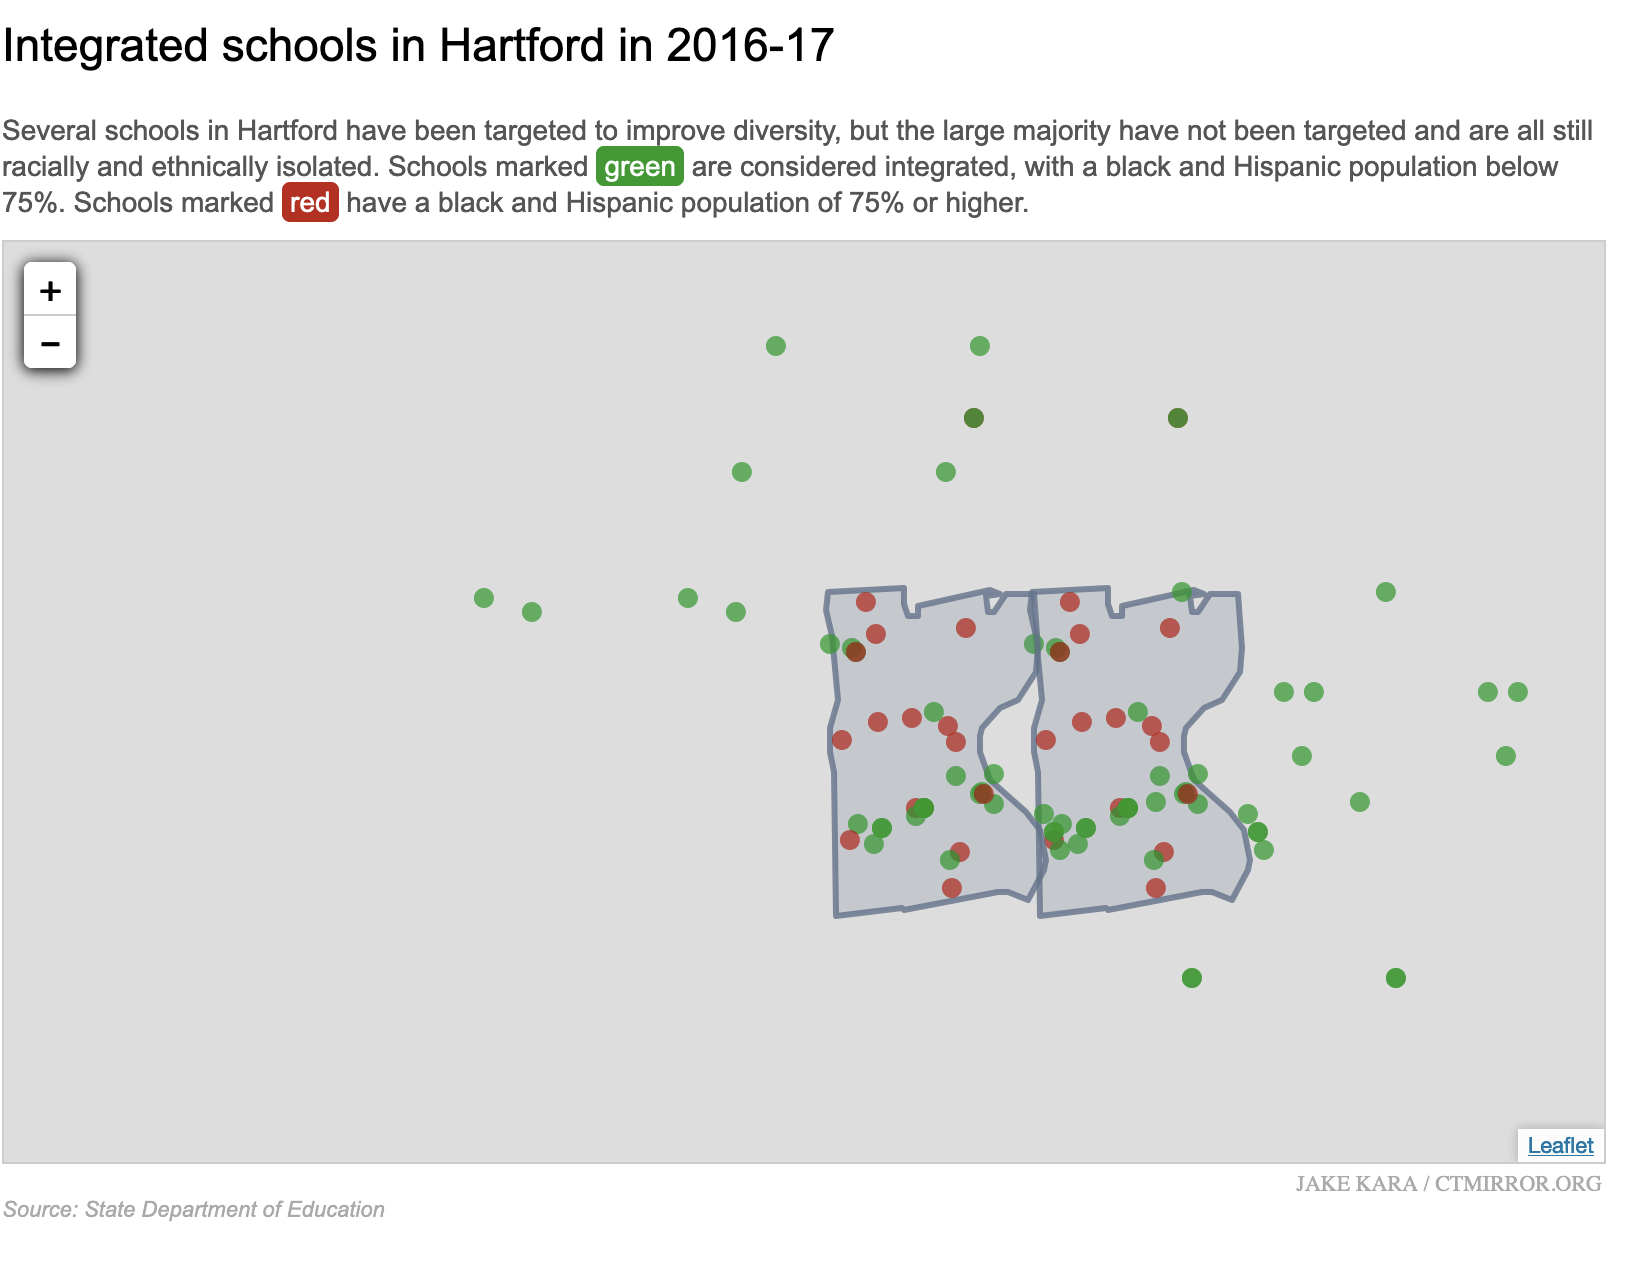 Integrated schools in Hartford in 2016-17
Several schools in Hartford have been targeted to improve diversity, but the large majority have not been targeted and are all still
racially and ethnically isolated. Schools marked green are considered integrated, with a black and Hispanic population below
75%. Schools marked red have a black and Hispanic population of 75% or higher.
+
−
Leaflet
JAKE KARA / CTMIRROR.ORG
Source: State Department of Education